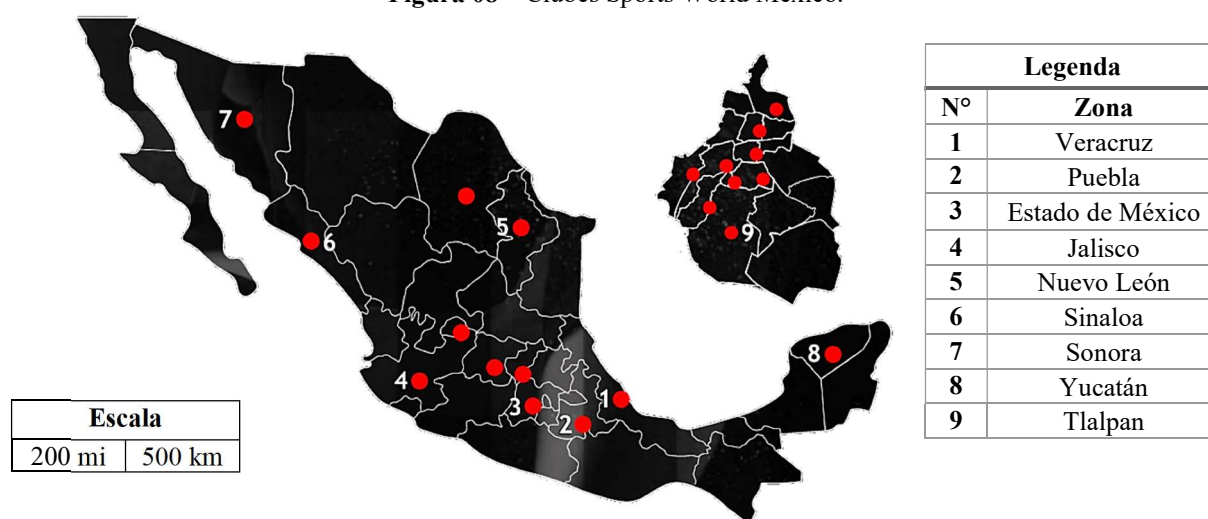 Figura 08 – Clubes Sports World México.
7
6
5
4
3
2
1
8
9
Escala
200 mi 500 km
Legenda
N° Zona
1 Veracruz
2 Puebla
3 Estado de México
4 Jalisco
5 Nuevo León
6 Sinaloa
7 Sonora
8 Yucatán
9 Tlalpan